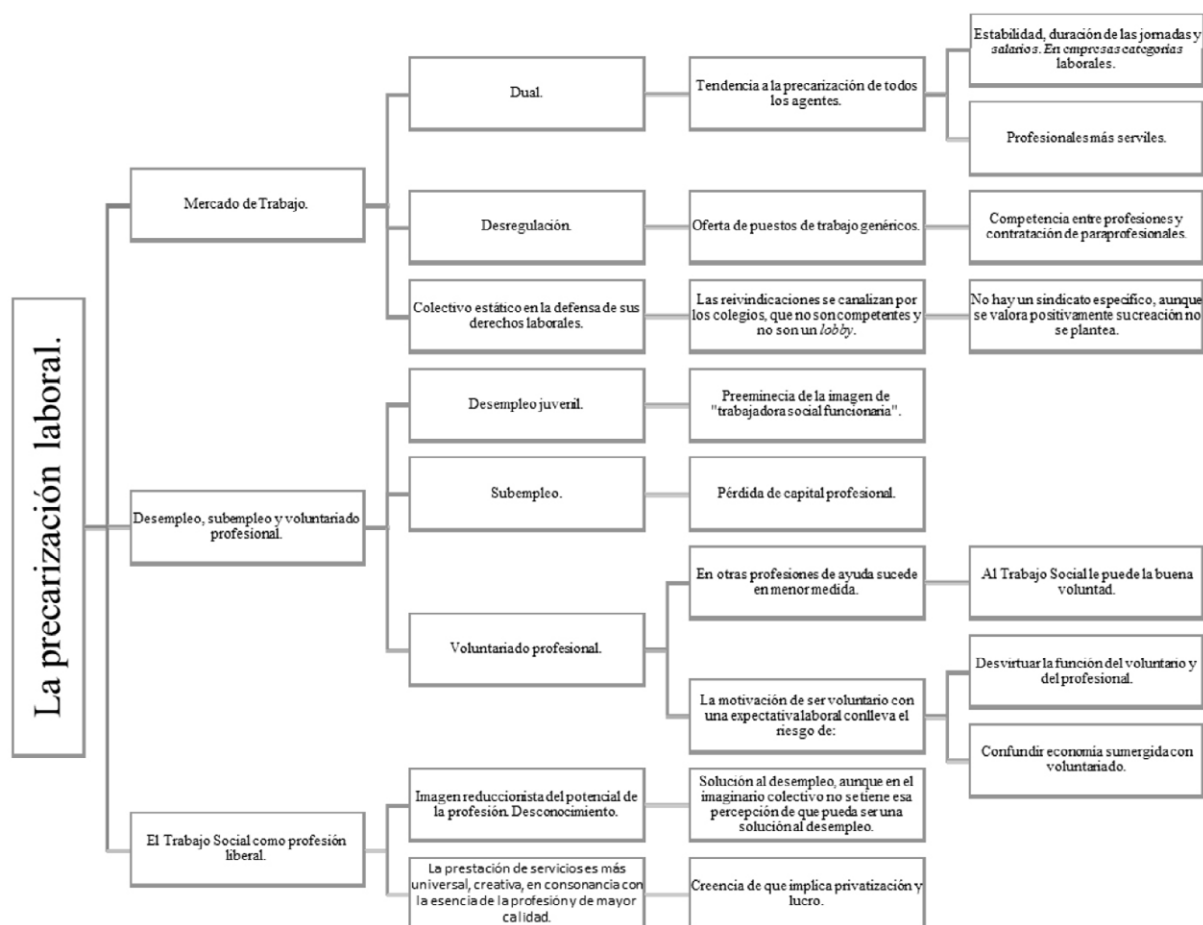 La precarización laboral.
Mercado de Trabajo.
Dual.
Tendencia a la precarización de todos
los agentes.
Estabilidad, duración de las jornadas y
salarios. En empresas categorías
laborales.
Profesionales más serviles.
Desregulación.
Oferta de puestos de trabajo genéricos.
Competencia entre profesiones y
contratación de paraprofesionales.
Colectivo estático en la defensa de sus
derechos laborales.
Las reivindicaciones se canalizan por
los colegios, que no son competentes y
no son un lobby.
No hay un sindicato específico, aunque
se valora positivamente su creación no
se plantea.
Desempleo, subempleo y voluntariado
profesional.
Desempleo juvenil.
Preeminecia de la imagen de
"trabajadora social funcionaria".
Subempleo.
Pérdida de capital profesional.
Voluntariado profesional.
En otras profesiones de ayuda sucede
en menor medida.
Al Trabajo Social le puede la buena
voluntad.
La motivación de ser voluntario con
una expectativa laboral conlleva el
riesgo de:
Desvirtuar la función del voluntario y
del profesional.
Confundir economía sumergida con
voluntariado.
El Trabajo Social como profesión
liberal.
Imagen reduccionista del potencial de
la profesión. Desconocimiento.
Solución al desempleo, aunque en el
imaginario colectivo no se tiene esa
percepción de que pueda ser una
solución al desempleo.
La prestación de servicios es más
universal, creativa, en consonancia con
la esencia de la profesión y de mayor
calidad.
Creencia de que implica privatización y
lucro.